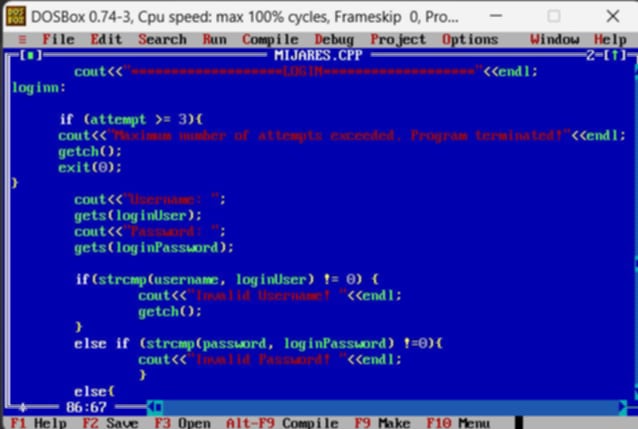 DOSBox 0.74-3, Cpu speed: max 100% cycles, Frameskip 0, Pro...
≡ File Edit Search Run Compile Debug Project Options Window Help
[■] MIJARES.CPP 2=[↑]
cout<<"===================LOGIN==================="<<endl;
loginn:
if (attempt >= 3){
cout<<"Maximum number of attempts exceeded. Program terminated!"<<endl;
getch();
exit(0);
}
cout<<"Username: ";
gets(loginUser);
cout<<"Password: ";
gets(loginPassword);
if(strcmp(username, loginUser) != 0) {
cout<<"Invalid Username! "<<endl;
getch();
}
else if (strcmp(password, loginPassword) !=0){
cout<<"Invalid Password! "<<endl;
}
else{
86:67
F1 Help F2 Save F3 Open Alt-F9 Compile F9 Make F10 Menu